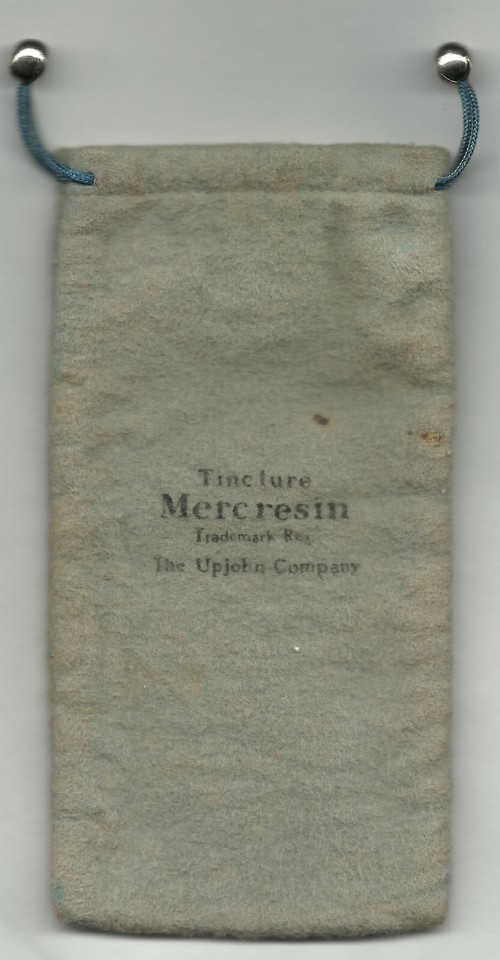 Tincture
Mercresin
Trademark Reg
The Upjohn Company